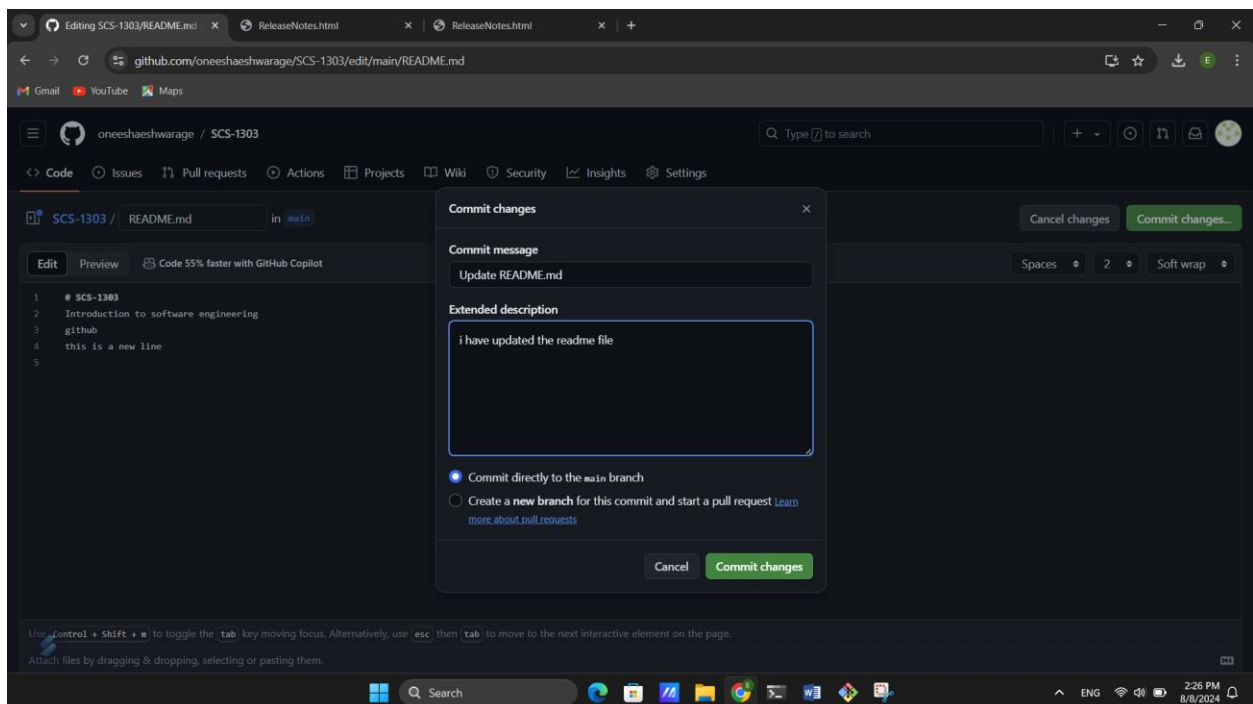 Editing SCS-1303/README.md
ReleaseNotes.html
ReleaseNotes.html
github.com/oneeshaeshwarage/SCS-1303/edit/main/README.md
E
Gmail YouTube Maps
oneeshaeshwarage / SCS-1303
Type / to search
<> Code Issues Pull requests Actions Projects Wiki Security Insights Settings
SCS-1303 / README.md in main
Cancel changes Commit changes...
Edit Preview Code 55% faster with GitHub Copilot
Spaces 2 Soft wrap
1 # SCS-1303
2 Introduction to software engineering
3 github
4 this is a new line
5
Commit changes
Commit message
Update README.md
Extended description
i have updated the readme file
Commit directly to the main branch
Create a new branch for this commit and start a pull request Learn
more about pull requests
Cancel Commit changes
Use Control + Shift + m to toggle the tab key moving focus. Alternatively, use esc then tab to move to the next interactive element on the page.
Attach files by dragging & dropping, selecting or pasting them.
Search
ENG
2:26 PM
8/8/2024